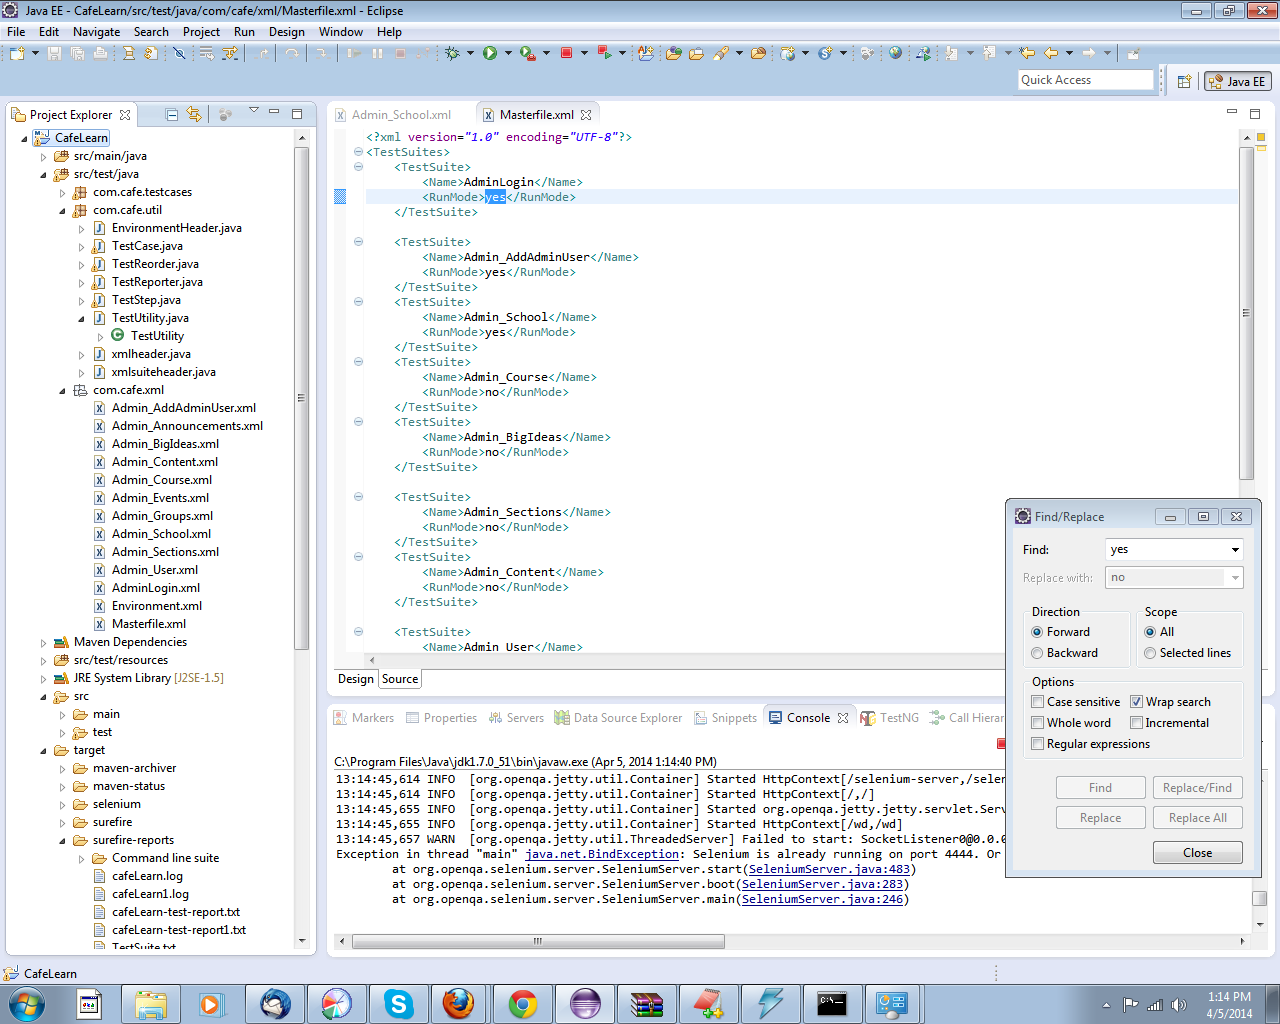 Java EE - CafeLearn/src/test/java/com/cafe/xml/Masterfile.xml - Eclipse
File Edit Navigate Search Project Run Design Window Help
Quick Access
Java EE
Project Explorer
CafeLearn
src/main/java
src/test/java
com.cafe.testcases
com.cafe.util
EnvironmentHeader.java
TestCase.java
TestReorder.java
TestReporter.java
TestStep.java
TestUtility.java
TestUtility
xmlheader.java
xmlsuiteheader.java
com.cafe.xml
Admin_AddAdminUser.xml
Admin_Announcements.xml
Admin_BigIdeas.xml
Admin_Content.xml
Admin_Course.xml
Admin_Events.xml
Admin_Groups.xml
Admin_School.xml
Admin_Sections.xml
Admin_User.xml
AdminLogin.xml
Environment.xml
Masterfile.xml
Maven Dependencies
src/test/resources
JRE System Library [J2SE-1.5]
src
main
test
target
maven-archiver
maven-status
selenium
surefire
surefire-reports
Command line suite
cafeLearn.log
cafeLearn1.log
cafeLearn-test-report.txt
cafeLearn-test-report1.txt
TestSuite.txt
Admin_School.xml Masterfile.xml
<?xml version="1.0" encoding="UTF-8"?>
<TestSuites>
<TestSuite>
<Name>AdminLogin</Name>
<RunMode>yes</RunMode>
</TestSuite>
<TestSuite>
<Name>Admin_AddAdminUser</Name>
<RunMode>yes</RunMode>
</TestSuite>
<TestSuite>
<Name>Admin_School</Name>
<RunMode>yes</RunMode>
</TestSuite>
<TestSuite>
<Name>Admin_Course</Name>
<RunMode>no</RunMode>
</TestSuite>
<TestSuite>
<Name>Admin_BigIdeas</Name>
<RunMode>no</RunMode>
</TestSuite>
<TestSuite>
<Name>Admin_Sections</Name>
<RunMode>no</RunMode>
</TestSuite>
<TestSuite>
<Name>Admin_Content</Name>
<RunMode>no</RunMode>
</TestSuite>
<TestSuite>
<Name>Admin_User</Name>
Design Source
Find/Replace
Find: yes
Replace with: no
Direction Scope
Forward All
Backward Selected lines
Options
Case sensitive Wrap search
Whole word Incremental
Regular expressions
Find Replace/Find
Replace Replace All
Close
Markers Properties Servers Data Source Explorer Snippets Console TestNG Call Hierar
C:\Program Files\Java\jdk1.7.0_51\bin\javaw.exe (Apr 5, 2014 1:14:40 PM)
13:14:45,614 INFO [org.openqa.jetty.util.Container] Started HttpContext[/selenium-server,/selen
13:14:45,614 INFO [org.openqa.jetty.util.Container] Started HttpContext[/,/]
13:14:45,655 INFO [org.openqa.jetty.util.Container] Started org.openqa.jetty.jetty.servlet.Serv
13:14:45,655 INFO [org.openqa.jetty.util.Container] Started HttpContext[/wd,/wd]
13:14:45,657 WARN [org.openqa.jetty.util.ThreadedServer] Failed to start: SocketListener0@0.0.0
Exception in thread "main" java.net.BindException: Selenium is already running on port 4444. Or
at org.openqa.selenium.server.SeleniumServer.start(SeleniumServer.java:483)
at org.openqa.selenium.server.SeleniumServer.boot(SeleniumServer.java:283)
at org.openqa.selenium.server.SeleniumServer.main(SeleniumServer.java:246)
CafeLearn
1:14 PM
4/5/2014